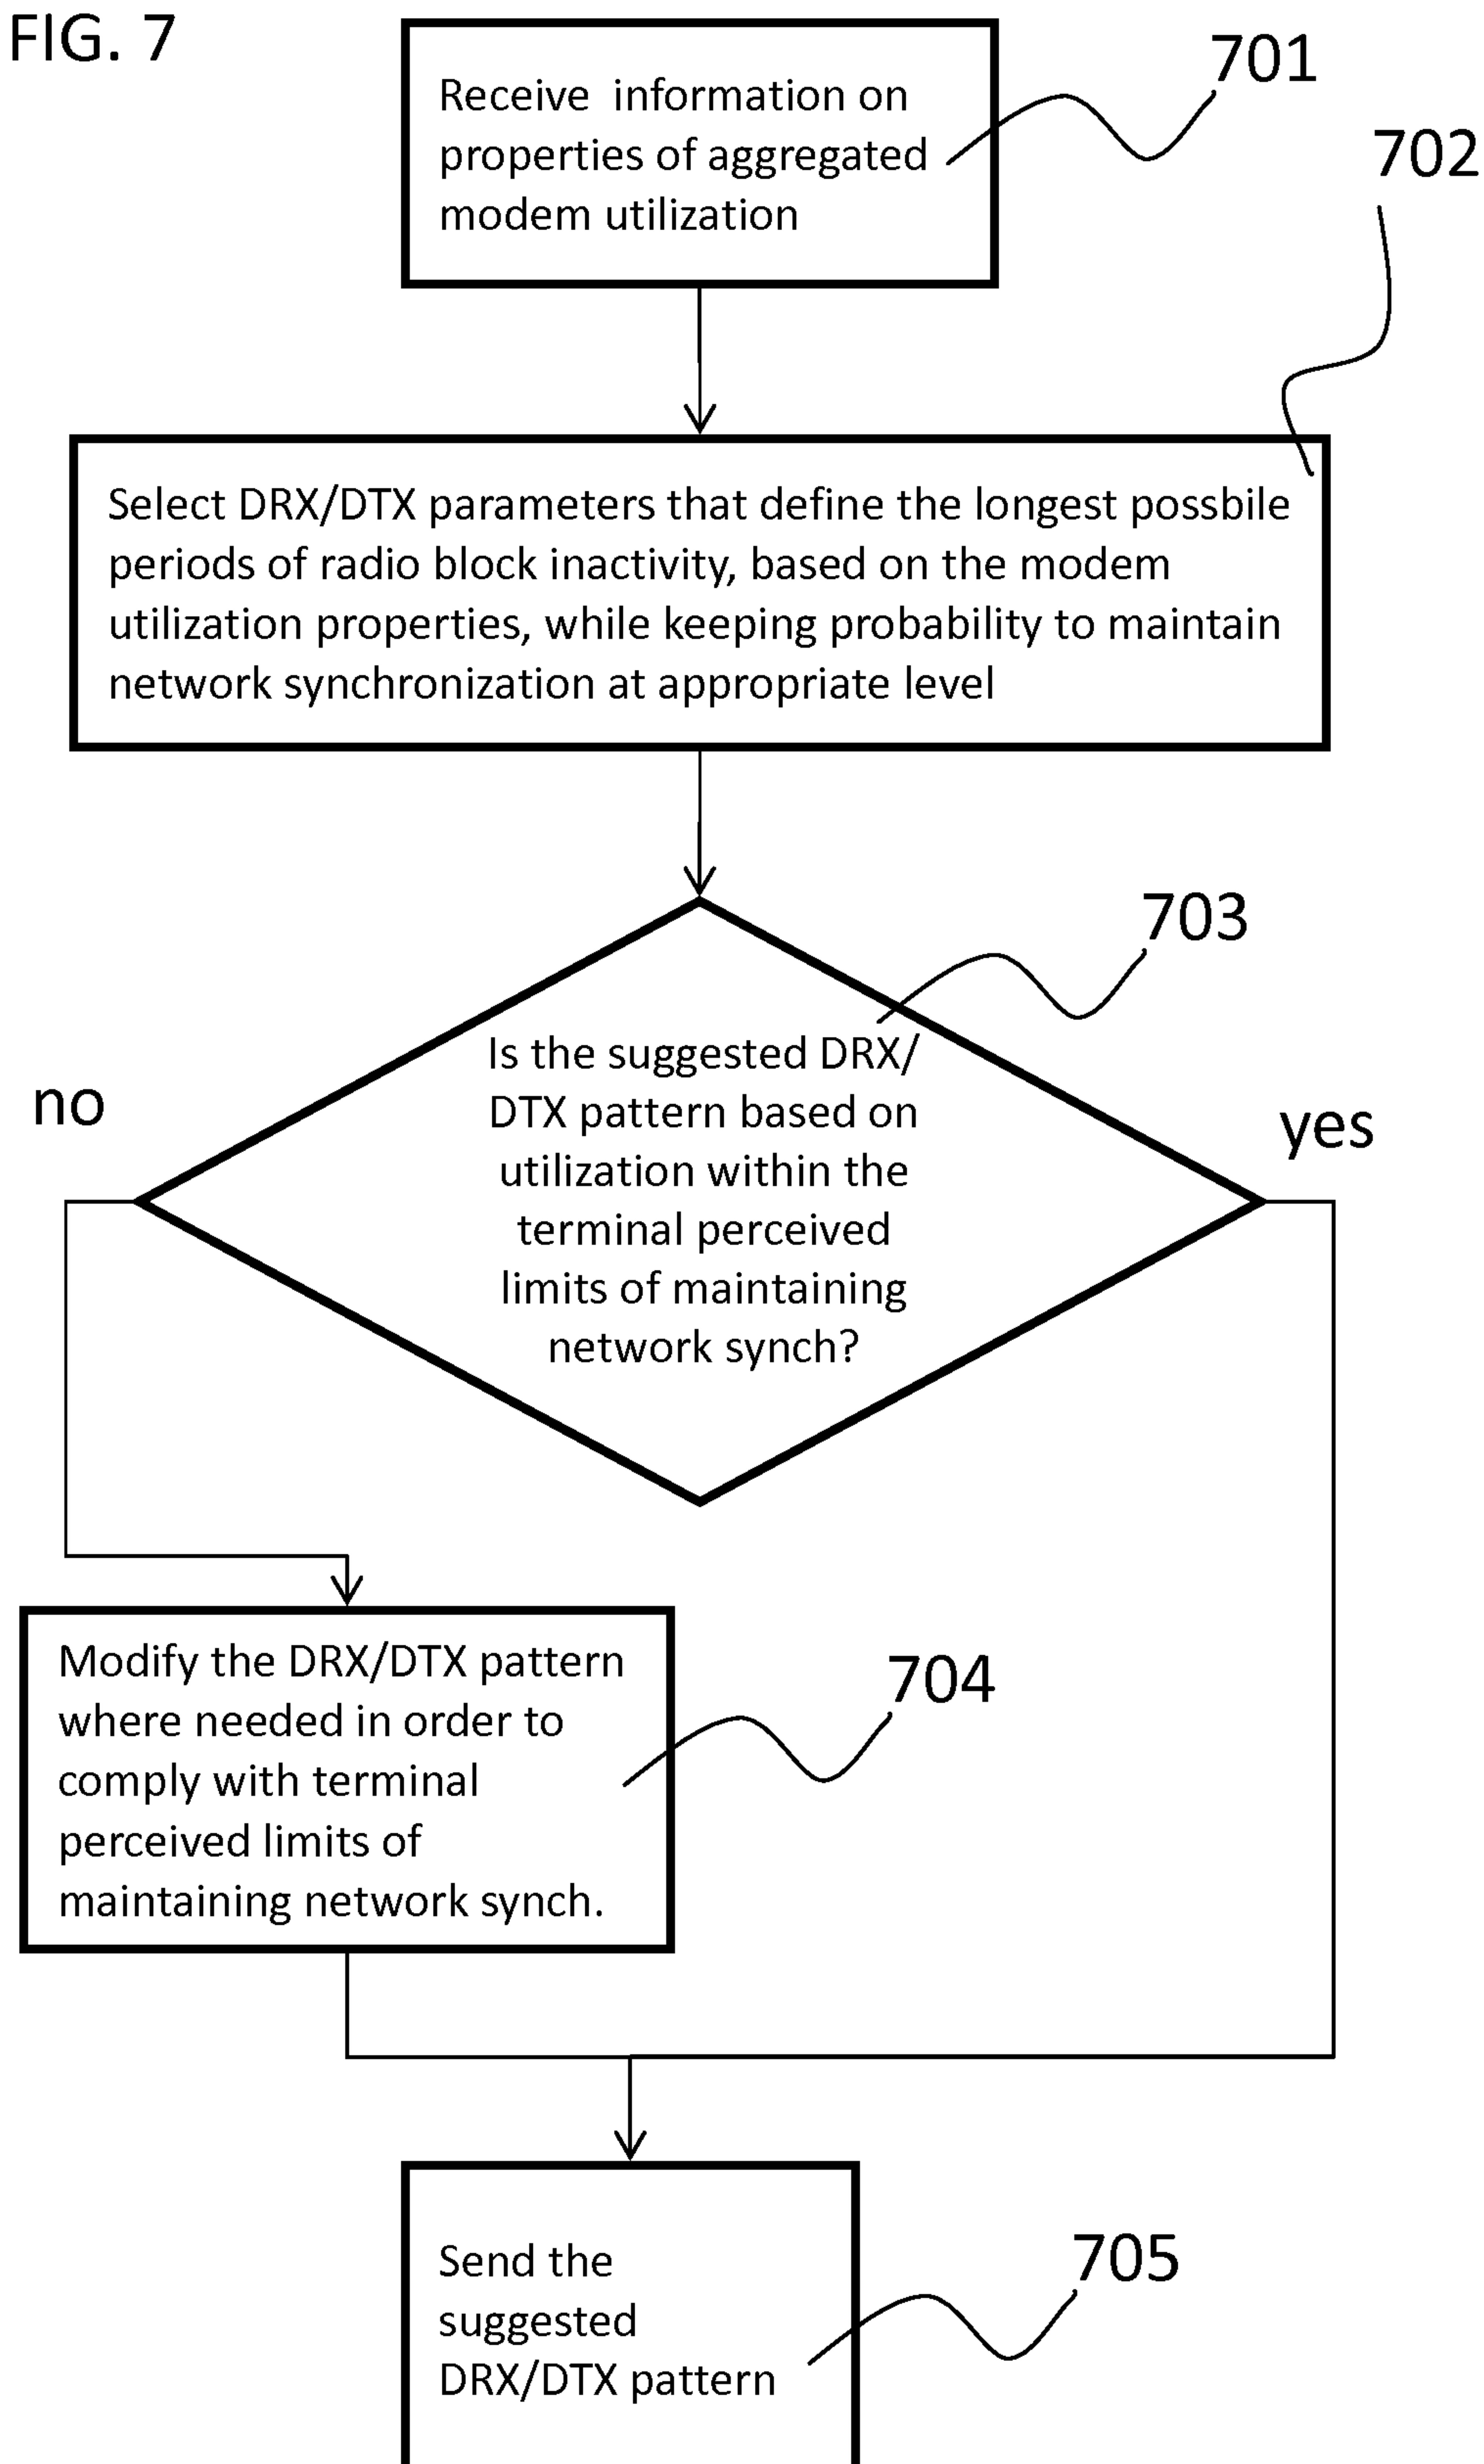 FIG. 7
701
Receive information on
properties of aggregated
modem utilization
702
Select DRX/DTX parameters that define the longest possbile
periods of radio block inactivity, based on the modem
utilization properties, while keeping probability to maintain
network synchronization at appropriate level
703
Is the suggested DRX/
DTX pattern based on
utilization within the
terminal perceived
limits of maintaining
network synch?
no
yes
Modify the DRX/DTX pattern
where needed in order to
comply with terminal
perceived limits of
maintaining network synch.
704
Send the
suggested
DRX/DTX pattern
705